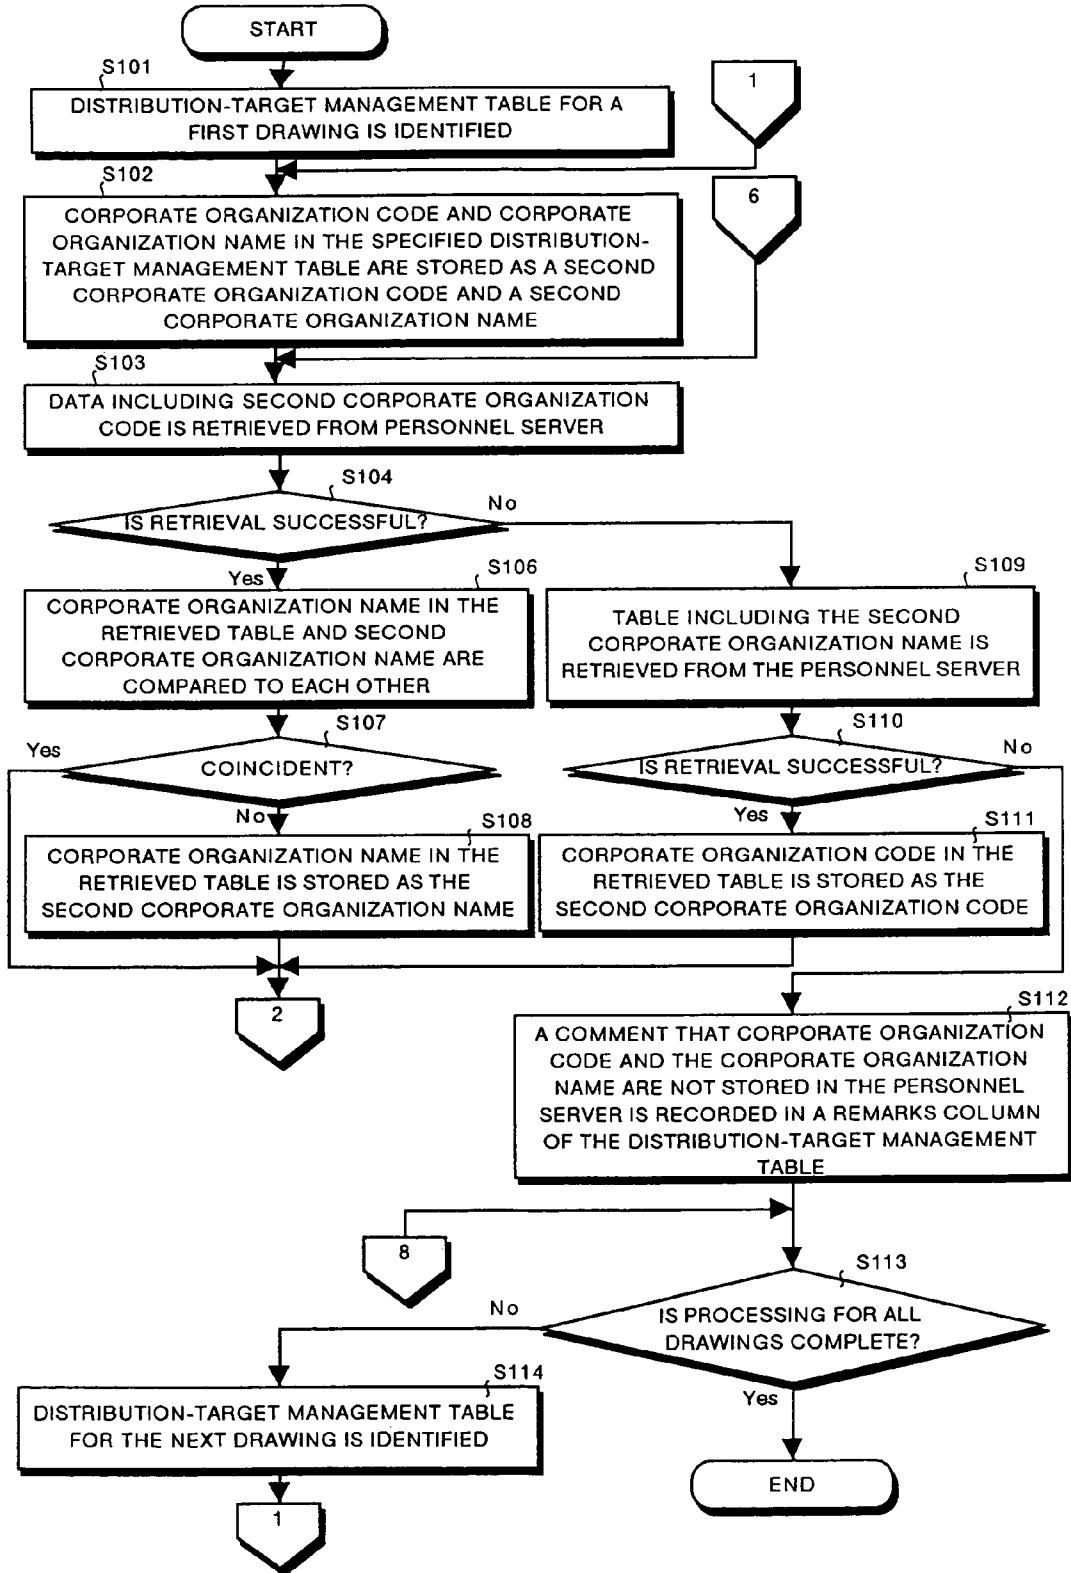 START
S101
DISTRIBUTION-TARGET MANAGEMENT TABLE FOR A
FIRST DRAWING IS IDENTIFIED
1
S102
CORPORATE ORGANIZATION CODE AND CORPORATE
ORGANIZATION NAME IN THE SPECIFIED DISTRIBUTION-
TARGET MANAGEMENT TABLE ARE STORED AS A SECOND
CORPORATE ORGANIZATION CODE AND A SECOND
CORPORATE ORGANIZATION NAME
6
S103
DATA INCLUDING SECOND CORPORATE ORGANIZATION
CODE IS RETRIEVED FROM PERSONNEL SERVER
S104
IS RETRIEVAL SUCCESSFUL?
No
Yes
S106
CORPORATE ORGANIZATION NAME IN THE
RETRIEVED TABLE AND SECOND
CORPORATE ORGANIZATION NAME ARE
COMPARED TO EACH OTHER
S109
TABLE INCLUDING THE SECOND
CORPORATE ORGANIZATION NAME IS
RETRIEVED FROM THE PERSONNEL SERVER
S107
Yes
COINCIDENT?
No
S110
IS RETRIEVAL SUCCESSFUL?
No
Yes
S108
CORPORATE ORGANIZATION NAME IN THE
RETRIEVED TABLE IS STORED AS THE
SECOND CORPORATE ORGANIZATION NAME
S111
CORPORATE ORGANIZATION CODE IN THE
RETRIEVED TABLE IS STORED AS THE
SECOND CORPORATE ORGANIZATION CODE
2
S112
A COMMENT THAT CORPORATE ORGANIZATION
CODE AND THE CORPORATE ORGANIZATION
NAME ARE NOT STORED IN THE PERSONNEL
SERVER IS RECORDED IN A REMARKS COLUMN
OF THE DISTRIBUTION-TARGET MANAGEMENT
TABLE
8
S113
IS PROCESSING FOR ALL
DRAWINGS COMPLETE?
No
Yes
S114
DISTRIBUTION-TARGET MANAGEMENT TABLE
FOR THE NEXT DRAWING IS IDENTIFIED
END
1